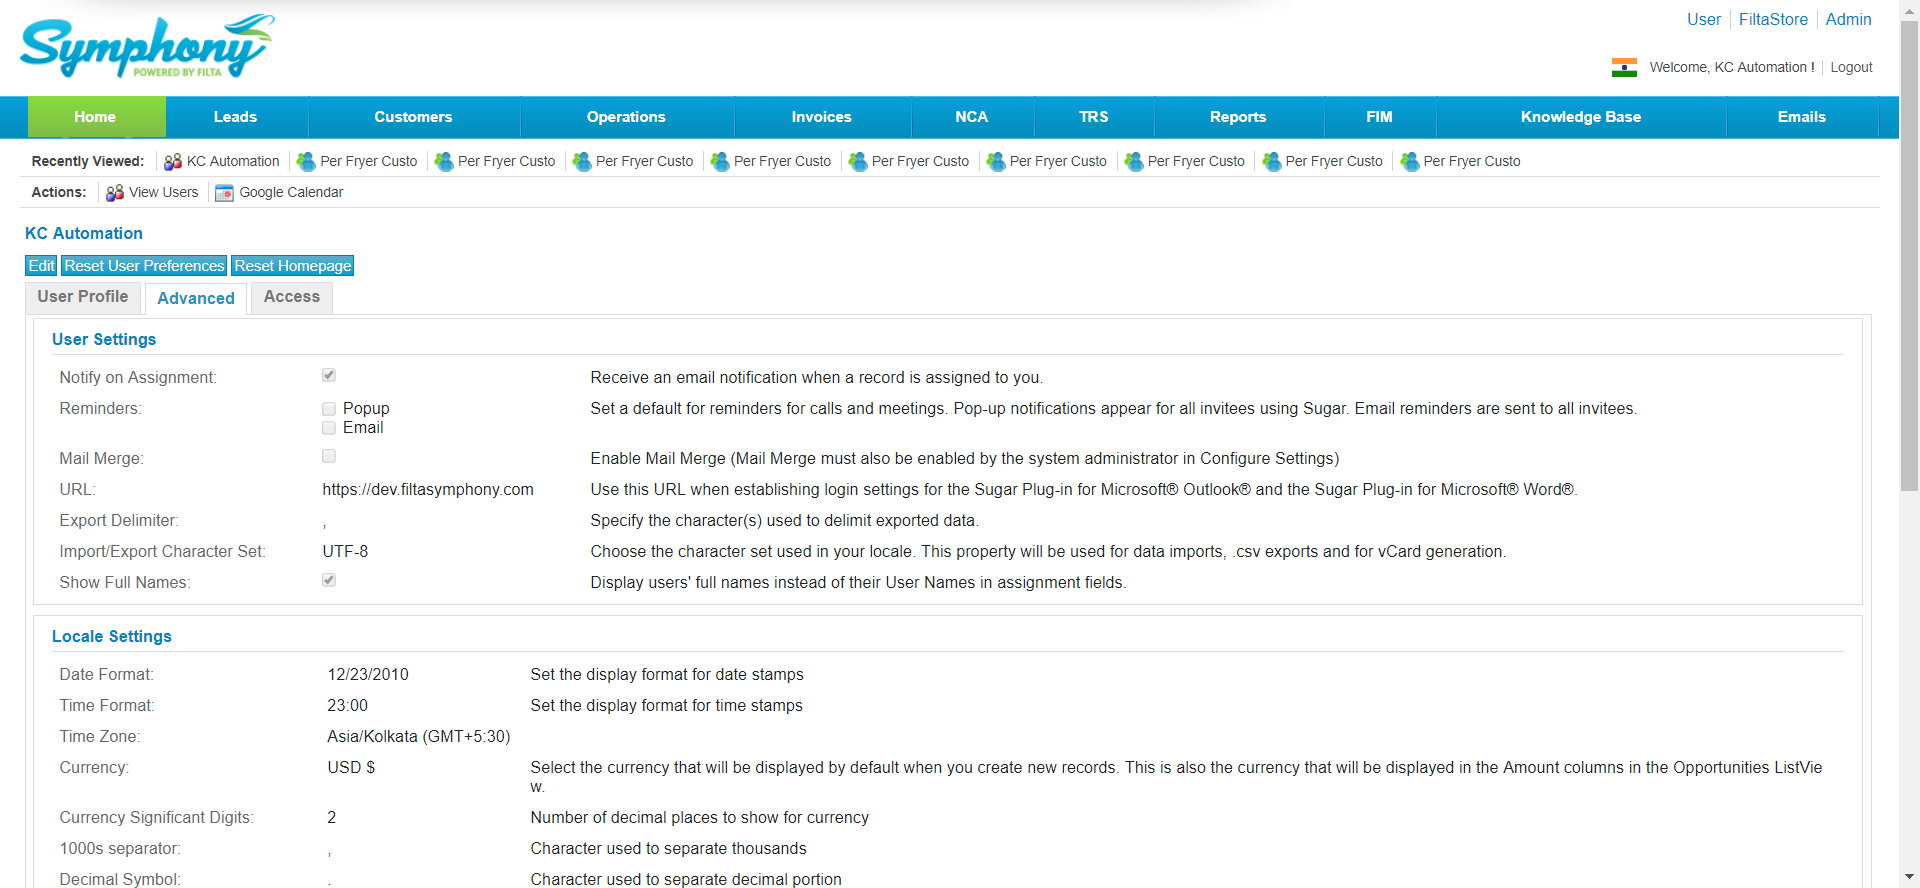 Symphony
POWERED BY FILTA
User FiltaStore Admin
Welcome, KC Automation ! Logout
Home Leads Customers Operations Invoices NCA TRS Reports FIM Knowledge Base Emails
Recently Viewed: KC Automation Per Fryer Custo Per Fryer Custo Per Fryer Custo Per Fryer Custo Per Fryer Custo Per Fryer Custo Per Fryer Custo Per Fryer Custo Per Fryer Custo
Actions: View Users Google Calendar
KC Automation
Edit Reset User Preferences Reset Homepage
User Profile Advanced Access
User Settings
Notify on Assignment: Receive an email notification when a record is assigned to you.
Reminders: Popup Set a default for reminders for calls and meetings. Pop-up notifications appear for all invitees using Sugar. Email reminders are sent to all invitees.
Email
Mail Merge: Enable Mail Merge (Mail Merge must also be enabled by the system administrator in Configure Settings)
URL: https://dev.filtasymphony.com Use this URL when establishing login settings for the Sugar Plug-in for Microsoft® Outlook® and the Sugar Plug-in for Microsoft® Word®.
Export Delimiter: , Specify the character(s) used to delimit exported data.
Import/Export Character Set: UTF-8 Choose the character set used in your locale. This property will be used for data imports, .csv exports and for vCard generation.
Show Full Names: Display users' full names instead of their User Names in assignment fields.
Locale Settings
Date Format: 12/23/2010 Set the display format for date stamps
Time Format: 23:00 Set the display format for time stamps
Time Zone: Asia/Kolkata (GMT+5:30)
Currency: USD $ Select the currency that will be displayed by default when you create new records. This is also the currency that will be displayed in the Amount columns in the Opportunities ListVie
w.
Currency Significant Digits: 2 Number of decimal places to show for currency
1000s separator: , Character used to separate thousands
Decimal Symbol: . Character used to separate decimal portion